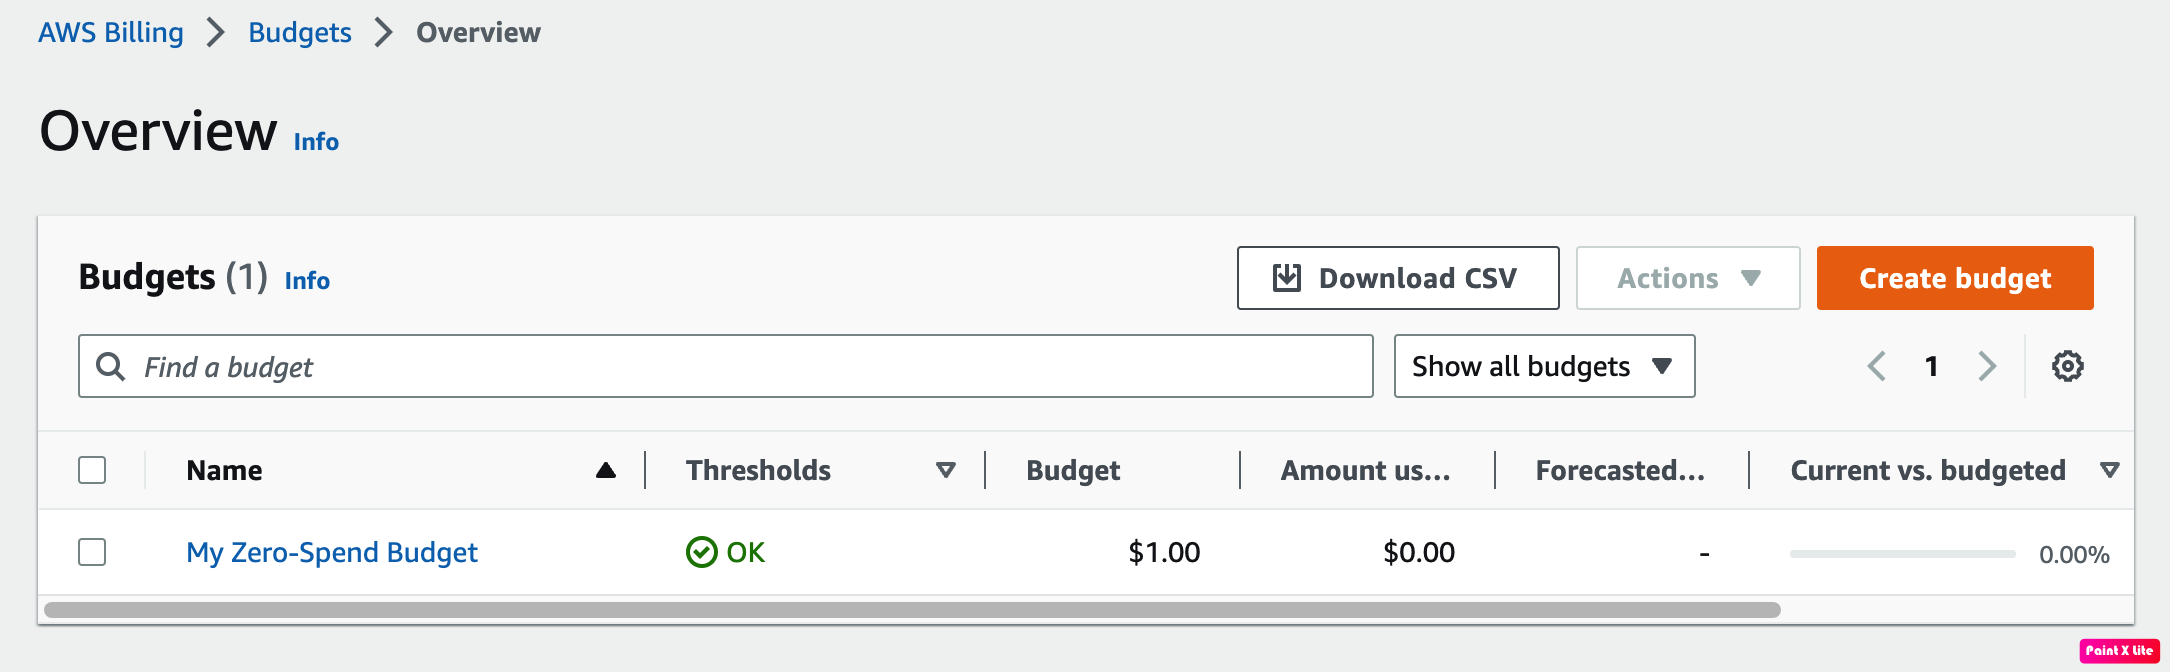 AWS Billing > Budgets > Overview
Overview Info
Budgets (1) Info
Download CSV Actions Create budget
Find a budget Show all budgets 1
Name Thresholds Budget Amount us... Forecasted... Current vs. budgeted
My Zero-Spend Budget OK $1.00 $0.00 - 0.00%
Paint X Lite